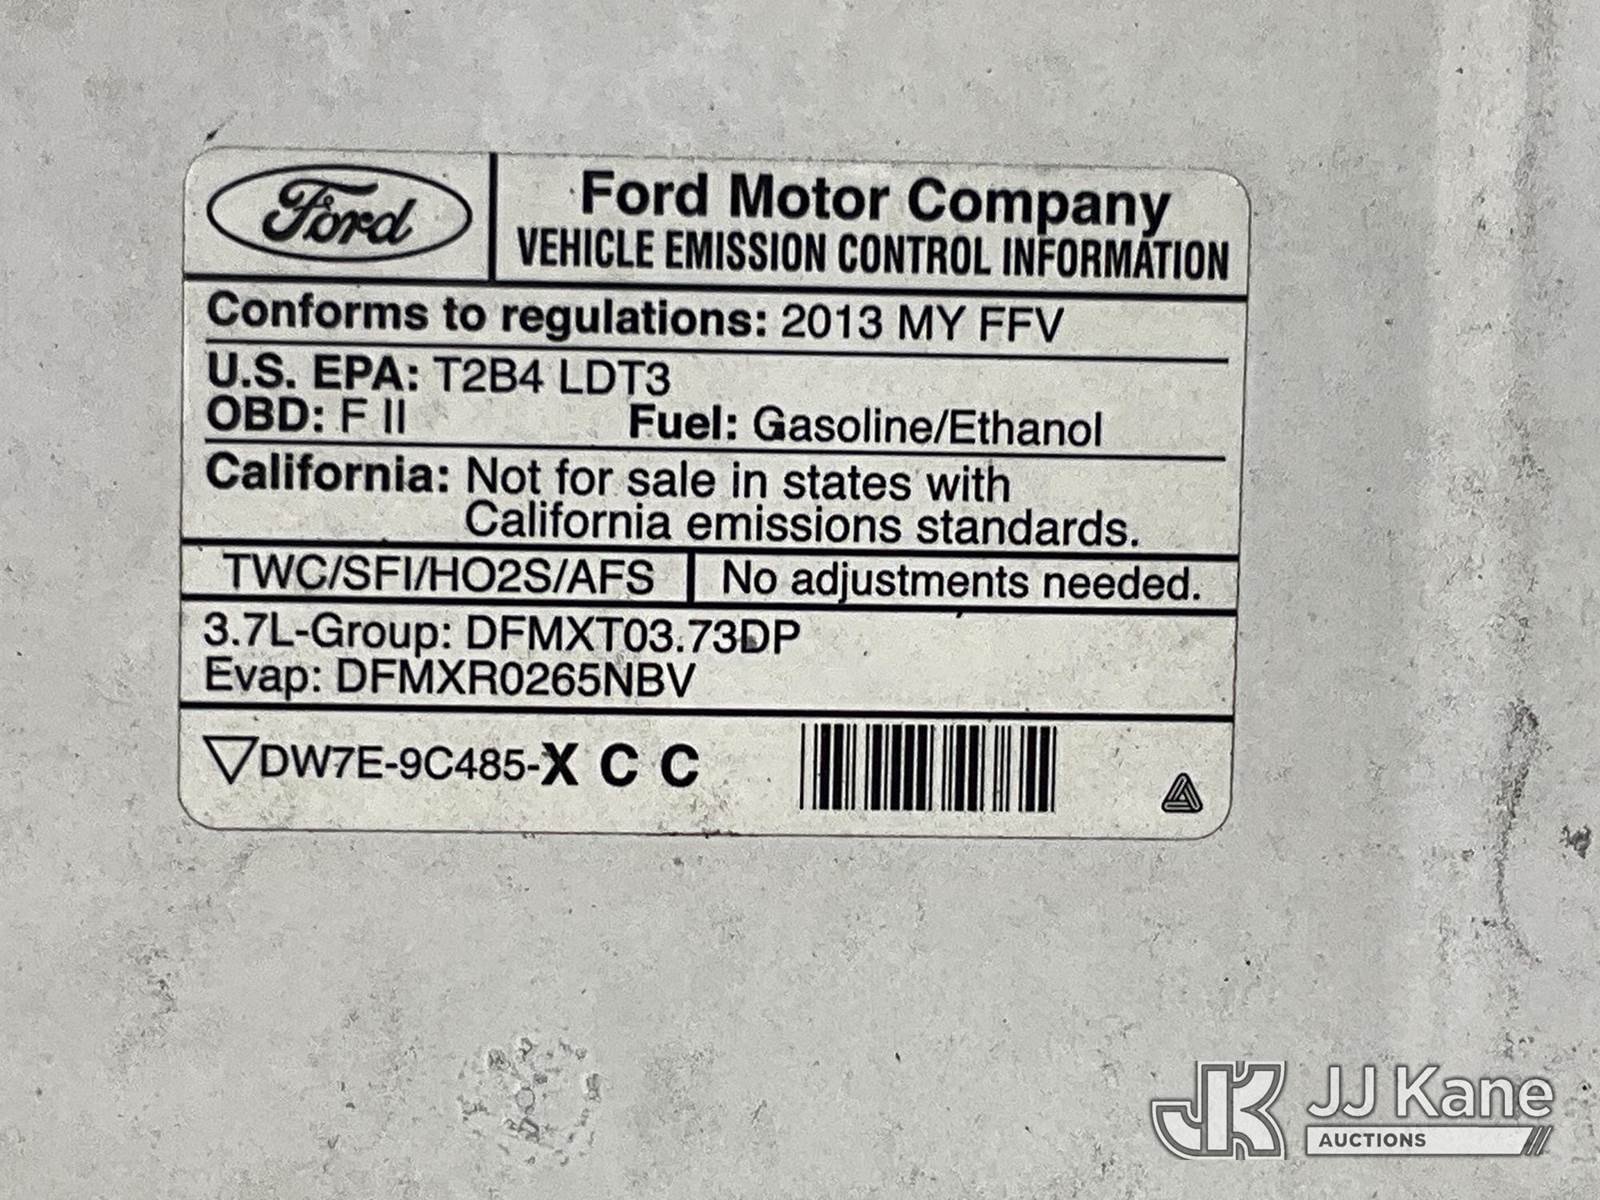 Ford
Ford Motor Company
VEHICLE EMISSION CONTROL INFORMATION
Conforms to regulations: 2013 MY FFV
U.S. EPA: T2B4 LDT3
OBD: F II Fuel: Gasoline/Ethanol
California: Not for sale in states with
California emissions standards.
TWC/SFI/HO2S/AFS No adjustments needed.
3.7L-Group: DFMXT03.73DP
Evap: DFMXR0265NBV
▽DW7E-9C485-X C C
JK JJ Kane
AUCTIONS